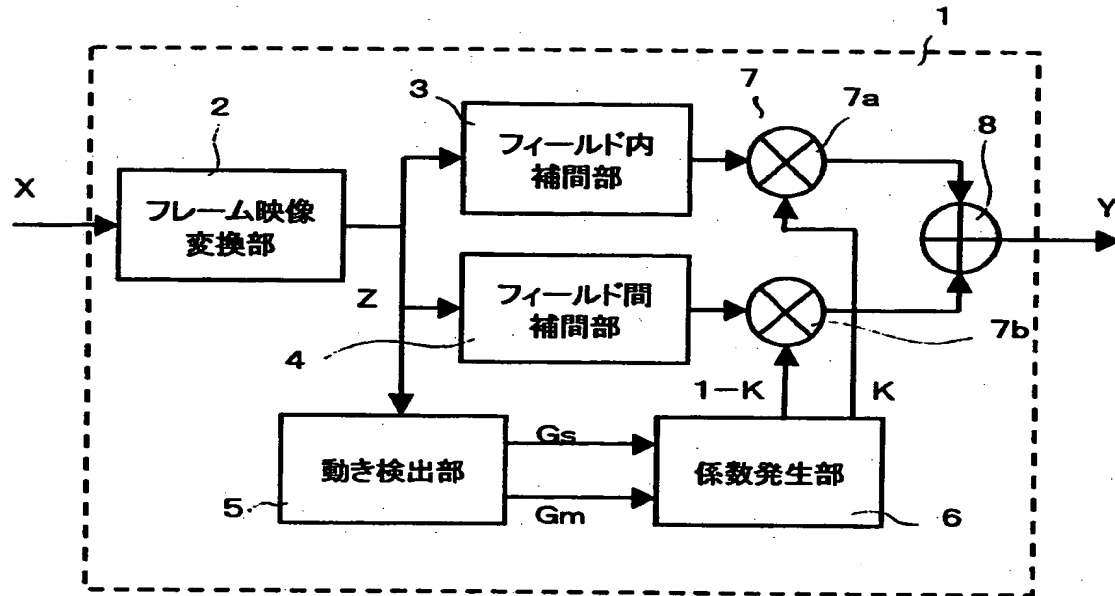 1
2
3
7
7a
8
X
フレーム映像
変換部
フィールド内
補間部
Y
Z
フィールド間
補間部
4
7b
1-K
K
動き検出部
5
Gs
Gm
係数発生部
6